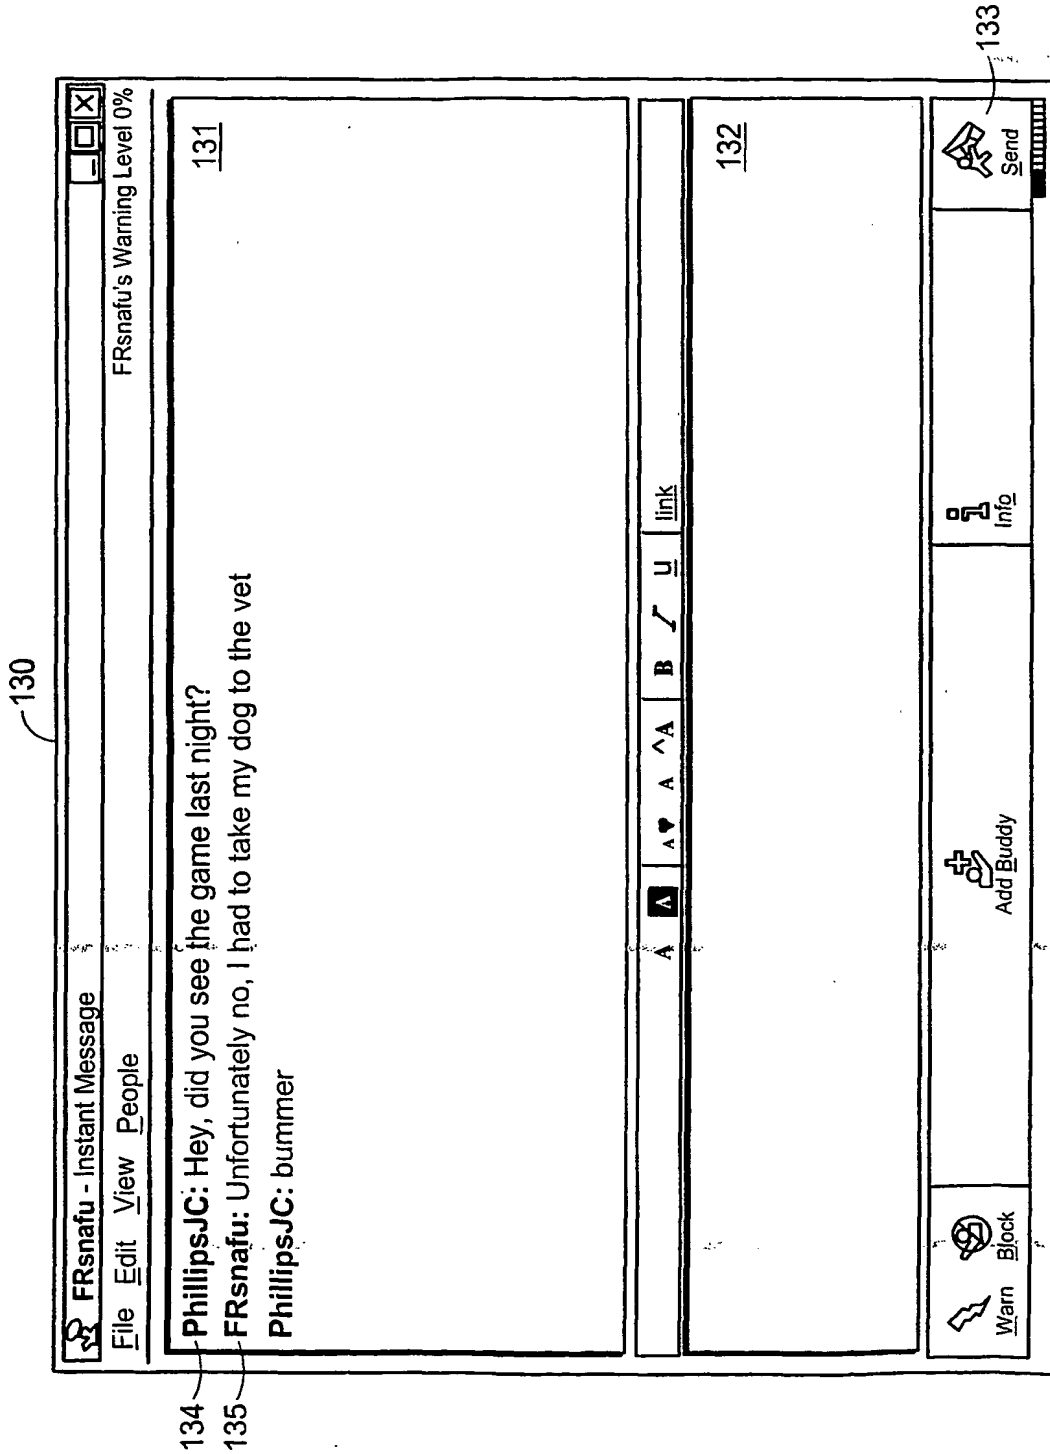 130
FRsnafu - Instant Message
File Edit View People
FRsnafu's Warning Level 0%
134
PhillipsJC: Hey, did you see the game last night?
131
135
FRsnafu: Unfortunately no, I had to take my dog to the vet
PhillipsJC: bummer
A A A♥ A ^A B I U link
132
Warn Block Add Buddy Info Send
133